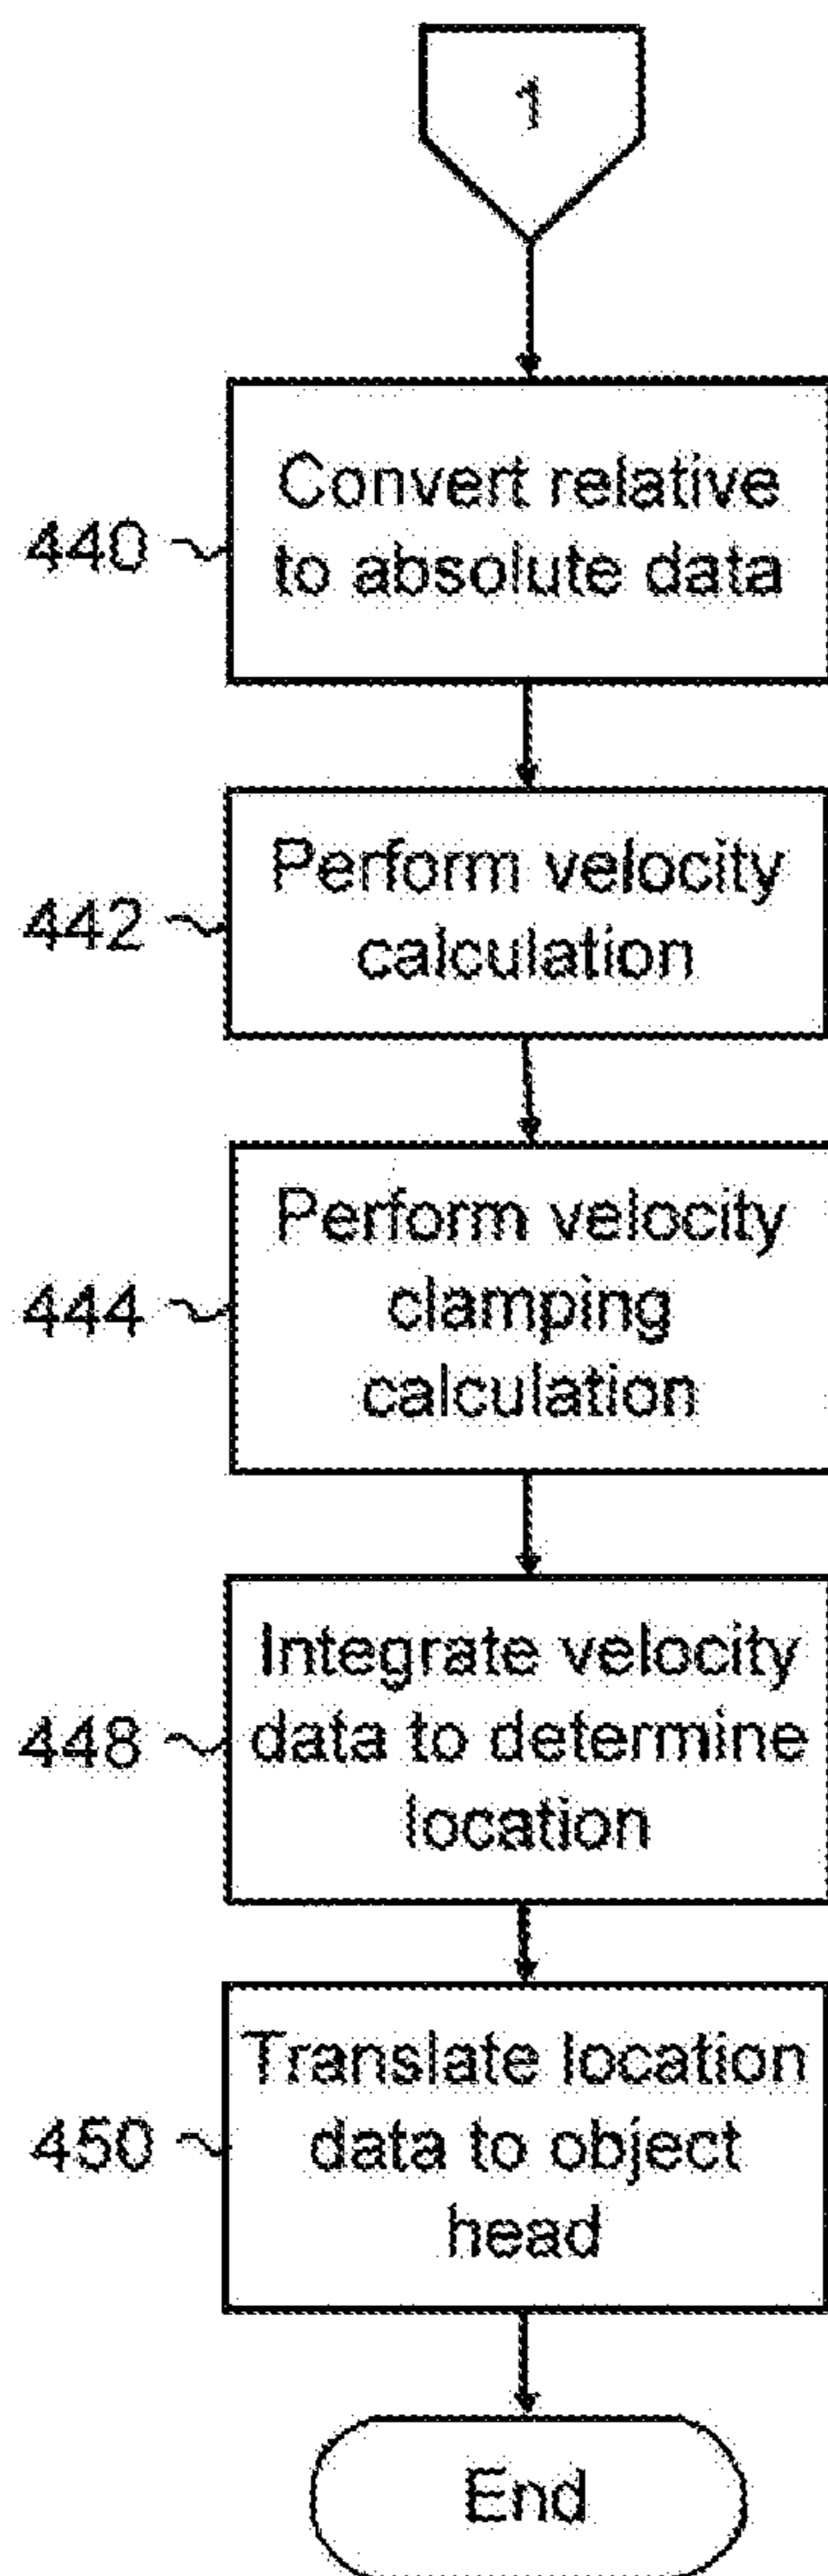 1
Convert relative
to absolute data
440
Perform velocity
calculation
442
Perform velocity
clamping
calculation
444
Integrate velocity
data to determine
location
448
Translate location
data to object
head
450
End